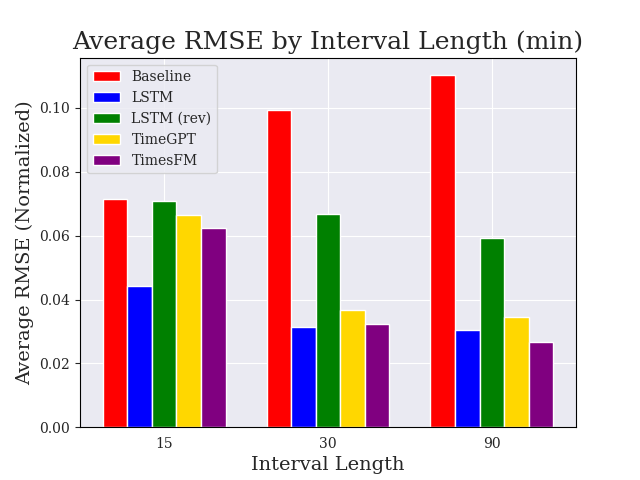 Average RMSE by Interval Length (min)
Baseline
LSTM
LSTM (rev)
TimeGPT
TimesFM
Average RMSE (Normalized)
0.10
0.08
0.06
0.04
0.02
0.00
15
30
90
Interval Length